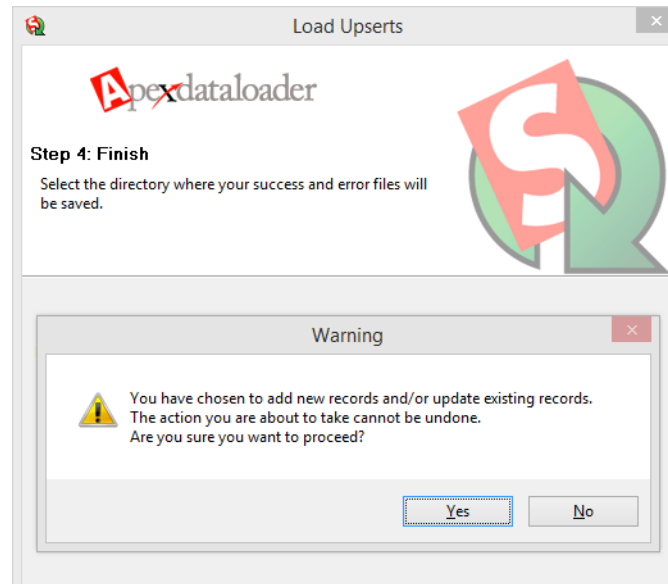 Load Upserts
Apexdataloader
Step 4: Finish
Select the directory where your success and error files will
be saved.
Warning
You have chosen to add new records and/or update existing records.
The action you are about to take cannot be undone.
Are you sure you want to proceed?
Yes
No